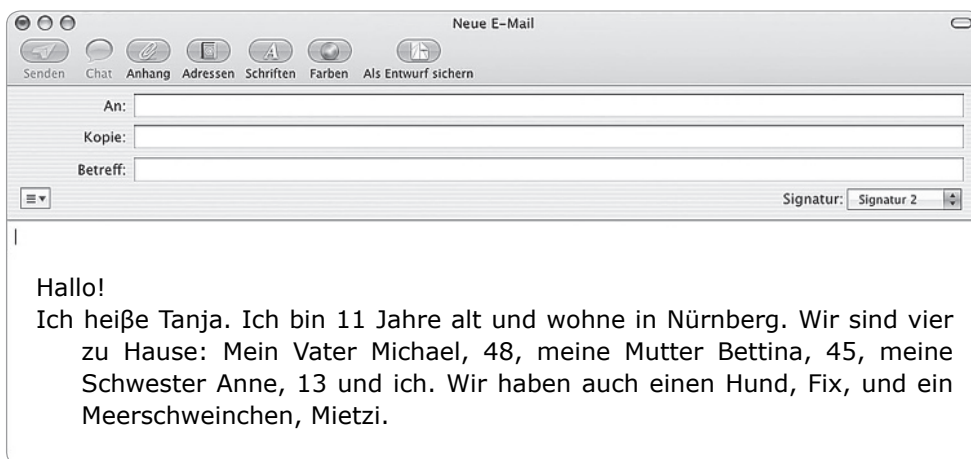 Neue E-Mail
Senden Chat Anhang Adressen Schriften Farben Als Entwurf sichern
An:
Kopie:
Betreff:
Signatur: Signatur 2
Hallo!
Ich heiβe Tanja. Ich bin 11 Jahre alt und wohne in Nürnberg. Wir sind vier
zu Hause: Mein Vater Michael, 48, meine Mutter Bettina, 45, meine
Schwester Anne, 13 und ich. Wir haben auch einen Hund, Fix, und ein
Meerschweinchen, Mietzi.